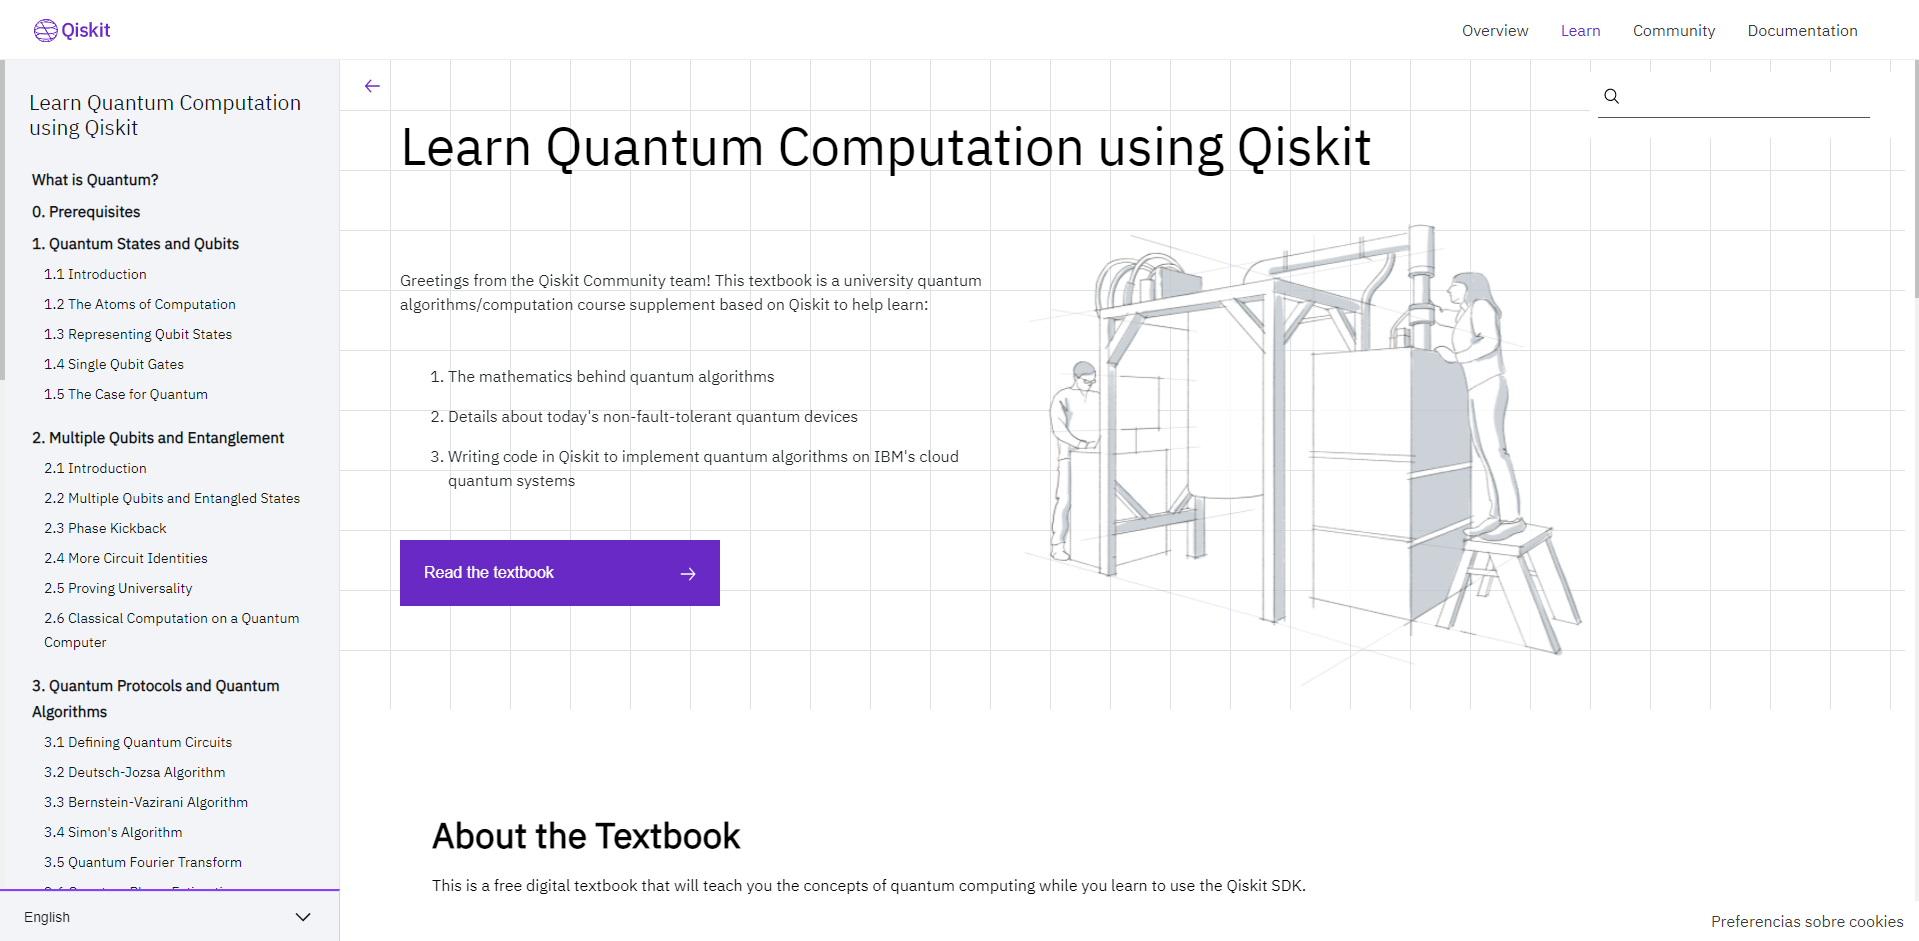 Qiskit
Overview
Learn
Community
Documentation
Learn Quantum Computation
using Qiskit
What is Quantum?
0. Prerequisites
1. Quantum States and Qubits
1.1 Introduction
1.2 The Atoms of Computation
1.3 Representing Qubit States
1.4 Single Qubit Gates
1.5 The Case for Quantum
2. Multiple Qubits and Entanglement
2.1 Introduction
2.2 Multiple Qubits and Entangled States
2.3 Phase Kickback
2.4 More Circuit Identities
2.5 Proving Universality
2.6 Classical Computation on a Quantum
Computer
3. Quantum Protocols and Quantum
Algorithms
3.1 Defining Quantum Circuits
3.2 Deutsch-Jozsa Algorithm
3.3 Bernstein-Vazirani Algorithm
3.4 Simon's Algorithm
3.5 Quantum Fourier Transform
English
Learn Quantum Computation using Qiskit
Greetings from the Qiskit Community team! This textbook is a university quantum
algorithms/computation course supplement based on Qiskit to help learn:
1. The mathematics behind quantum algorithms
2. Details about today's non-fault-tolerant quantum devices
3. Writing code in Qiskit to implement quantum algorithms on IBM's cloud
quantum systems
Read the textbook
About the Textbook
This is a free digital textbook that will teach you the concepts of quantum computing while you learn to use the Qiskit SDK.
Preferencias sobre cookies